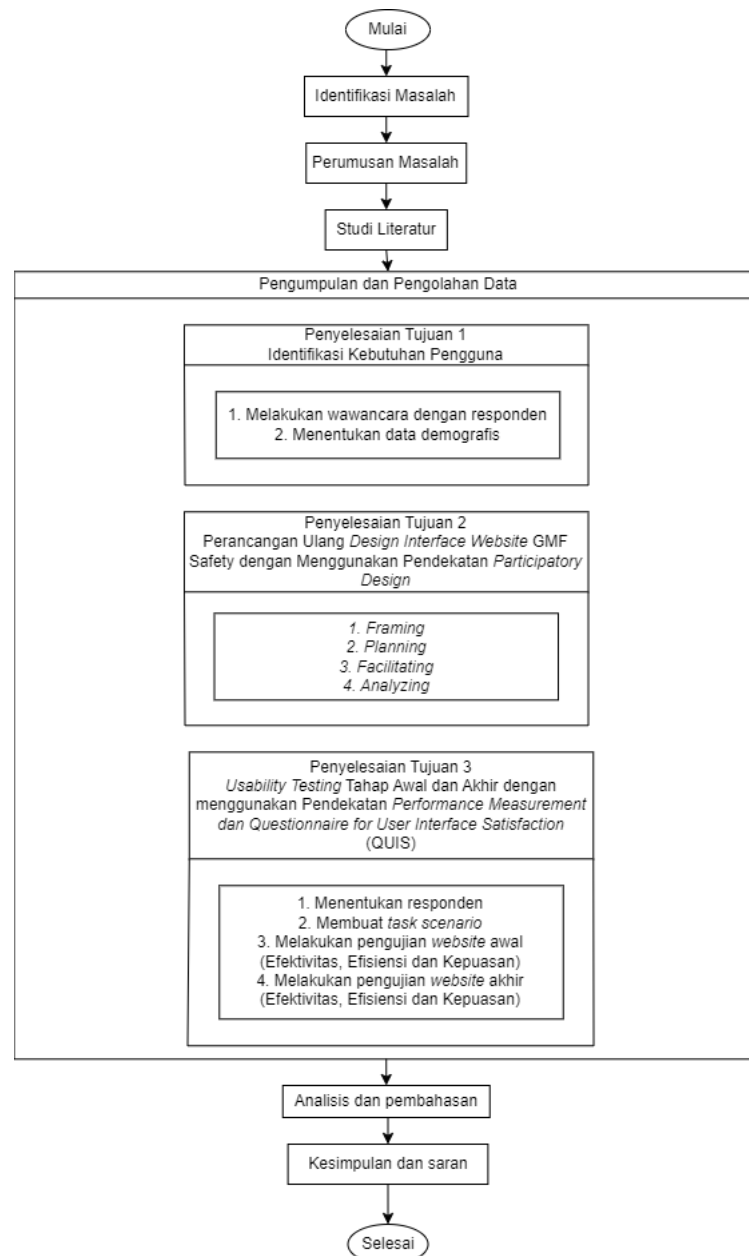 Mulai
Identifikasi Masalah
Perumusan Masalah
Studi Literatur
Pengumpulan dan Pengolahan Data
Penyelesaian Tujuan 1
Identifikasi Kebutuhan Pengguna
1. Melakukan wawancara dengan responden
2. Menentukan data demografis
Penyelesaian Tujuan 2
Perancangan Ulang Design Interface Website GMF
Safety dengan Menggunakan Pendekatan Participatory
Design
1. Framing
2. Planning
3. Facilitating
4. Analyzing
Penyelesaian Tujuan 3
Usability Testing Tahap Awal dan Akhir dengan
menggunakan Pendekatan Performance Measurement
dan Questionnaire for User Interface Satisfaction
(QUIS)
1. Menentukan responden
2. Membuat task scenario
3. Melakukan pengujian website awal
(Efektivitas, Efisiensi dan Kepuasan)
4. Melakukan pengujian website akhir
(Efektivitas, Efisiensi dan Kepuasan)
Analisis dan pembahasan
Kesimpulan dan saran
Selesai